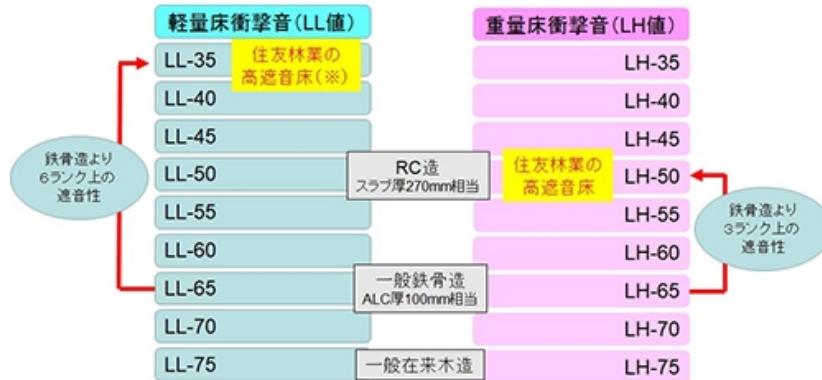 軽量床衝撃音(LL値)
重量床衝撃音(LH値)
LL-35
住友林業の
高遮音床(※)
LH-35
LL-40
LH-40
LL-45
LH-45
鉄骨造より
6ランク上の
遮音性
LL-50
RC造
スラブ厚270mm相当
住友林業の
高遮音床
LH-50
LL-55
LH-55
鉄骨造より
3ランク上の
遮音性
LL-60
LH-60
LL-65
一般鉄骨造
ALC厚100mm相当
LH-65
LL-70
LH-70
LL-75
一般在来木造
LH-75